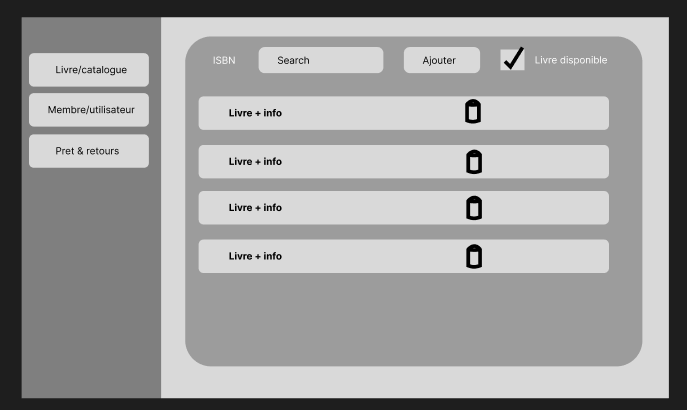 Livre/catalogue
Membre/utilisateur
Pret & retours
ISBN
Search
Ajouter
Livre disponible
Livre + info
Livre + info
Livre + info
Livre + info